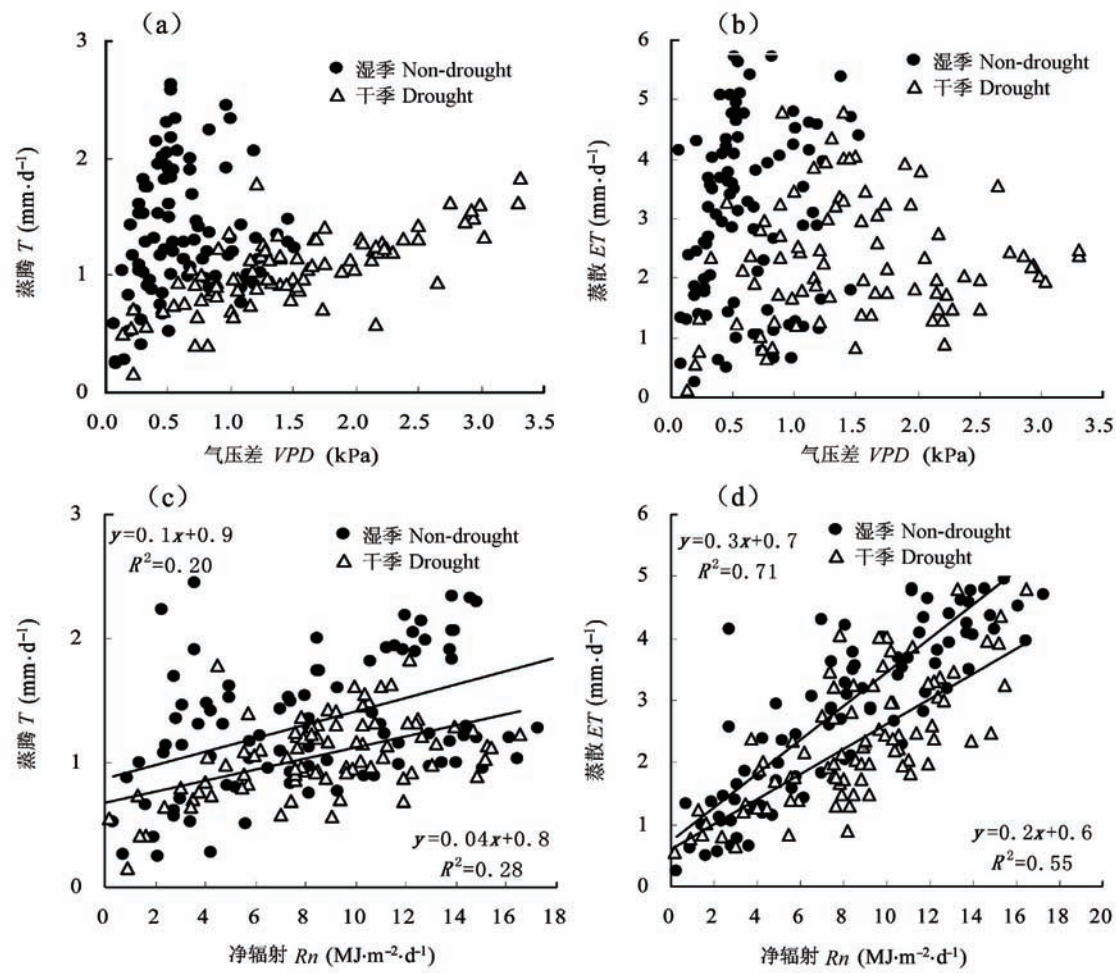 (a)
3
2
1
0
蒸腾 T (mm·d⁻¹)
湿季 Non-drought
干季 Drought
0.0 0.5 1.0 1.5 2.0 2.5 3.0 3.5
气压差 VPD (kPa)
(b)
6
5
4
3
2
1
0
蒸散 ET (mm·d⁻¹)
湿季 Non-drought
干季 Drought
0.0 0.5 1.0 1.5 2.0 2.5 3.0 3.5
气压差 VPD (kPa)
(c)
3
2
1
0
蒸腾 T (mm·d⁻¹)
y=0.1x+0.9
R²=0.20
湿季 Non-drought
干季 Drought
y=0.04x+0.8
R²=0.28
0 2 4 6 8 10 12 14 16 18
净辐射 Rn (MJ·m⁻²·d⁻¹)
(d)
6
5
4
3
2
1
0
蒸散 ET (mm·d⁻¹)
y=0.3x+0.7
R²=0.71
湿季 Non-drought
干季 Drought
y=0.2x+0.6
R²=0.55
0 2 4 6 8 10 12 14 16 18 20
净辐射 Rn (MJ·m⁻²·d⁻¹)